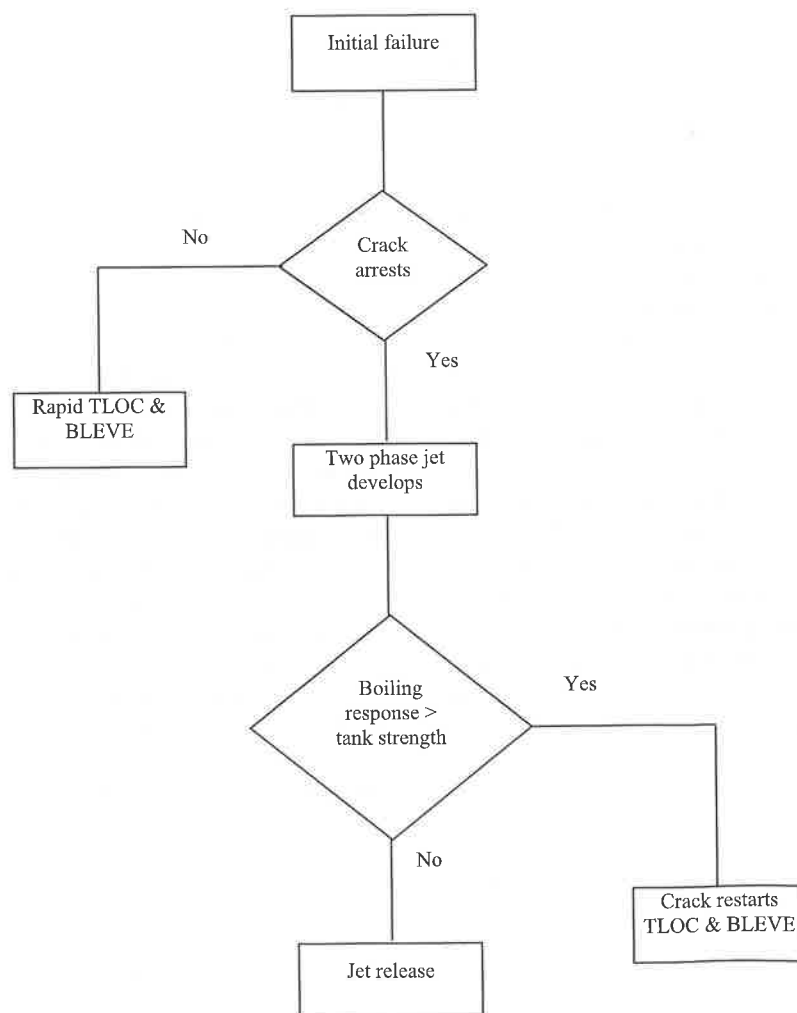 Initial failure
No
Crack
arrests
Yes
Rapid TLOC &
BLEVE
Two phase jet
develops
Boiling
response >
tank strength
Yes
No
Crack restarts
TLOC & BLEVE
Jet release